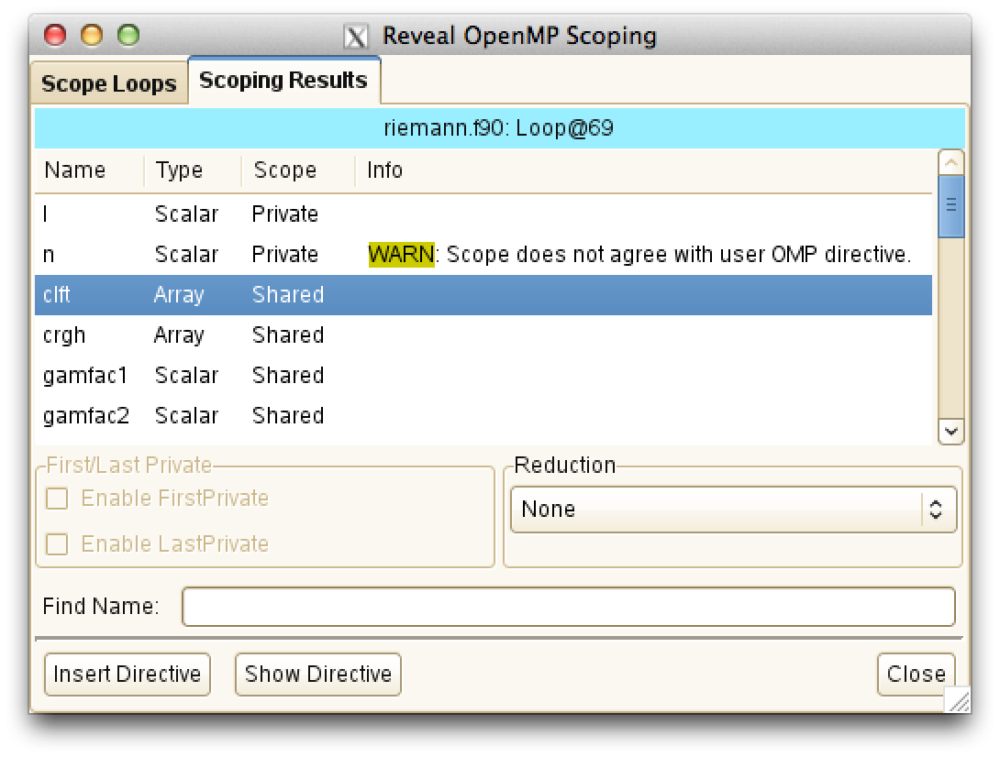 Reveal OpenMP Scoping
Scope Loops Scoping Results
riemann.f90: Loop@69
Name Type Scope Info
l Scalar Private
n Scalar Private WARN: Scope does not agree with user OMP directive.
clft Array Shared
crgh Array Shared
gamfac1 Scalar Shared
gamfac2 Scalar Shared
First/Last Private Reduction
Enable FirstPrivate None
Enable LastPrivate
Find Name:
Insert Directive Show Directive Close